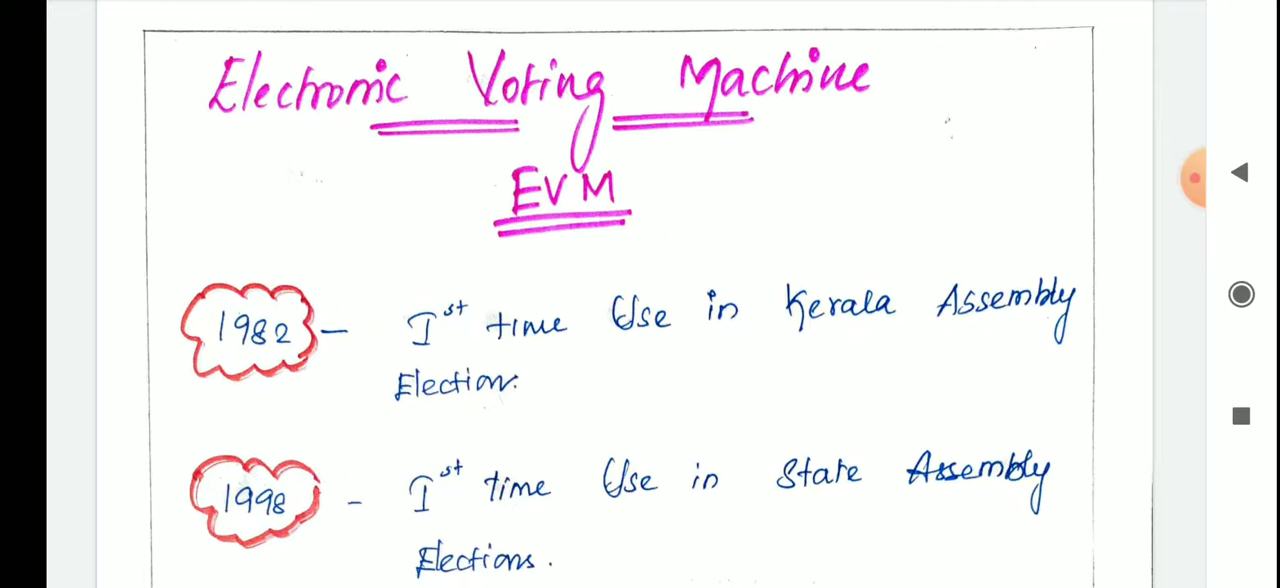 Electronic Voting Machine
EVM
1982 - Ist time Use in Kerala Assembly
Election.
1998 - Ist time Use in State Assembly
Elections.